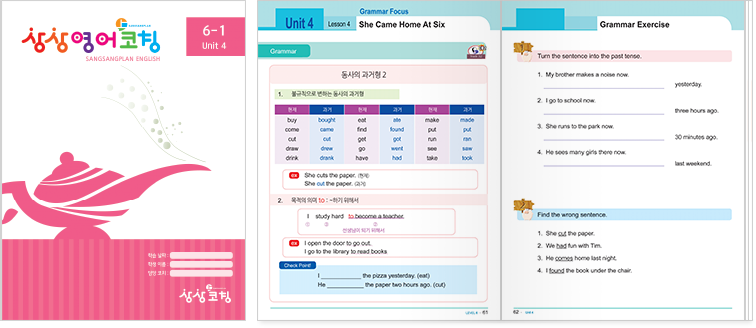 상상영어코칭
SANGSANGPLAN ENGLISH
6-1
Unit 4
학습 날짜 :
학생 이름 :
담당 코치 :
상상코칭
Unit 4
Lesson 4
Grammar Focus
She Came Home At Six
Grammar
동사의 과거형 2
1. 불규칙으로 변하는 동사의 과거형
현재 과거 현재 과거 현재 과거
buy bought eat ate make made
come came find found put put
cut cut get got run ran
draw drew go went see saw
drink drank have had take took
ex She cuts the paper. (현재)
She cut the paper. (과거)
2. 목적의 의미 to : ~하기 위해서
I study hard to become a teacher.
① ② ③
선생님이 되기 위해서
ex I open the door to go out.
I go to the library to read books
Check Point!
I __________ the pizza yesterday. (eat)
He __________ the paper two hours ago. (cut)
LEVEL 6 61
Grammar Exercise
Turn the sentence into the past tense.
1. My brother makes a noise now.
yesterday.
2. I go to school now.
three hours ago.
3. She runs to the park now.
30 minutes ago.
4. He sees many girls there now.
last weekend.
Find the wrong sentence.
1. She cut the paper.
2. We had fun with Tim.
3. He comes home last night.
4. I found the book under the chair.
62